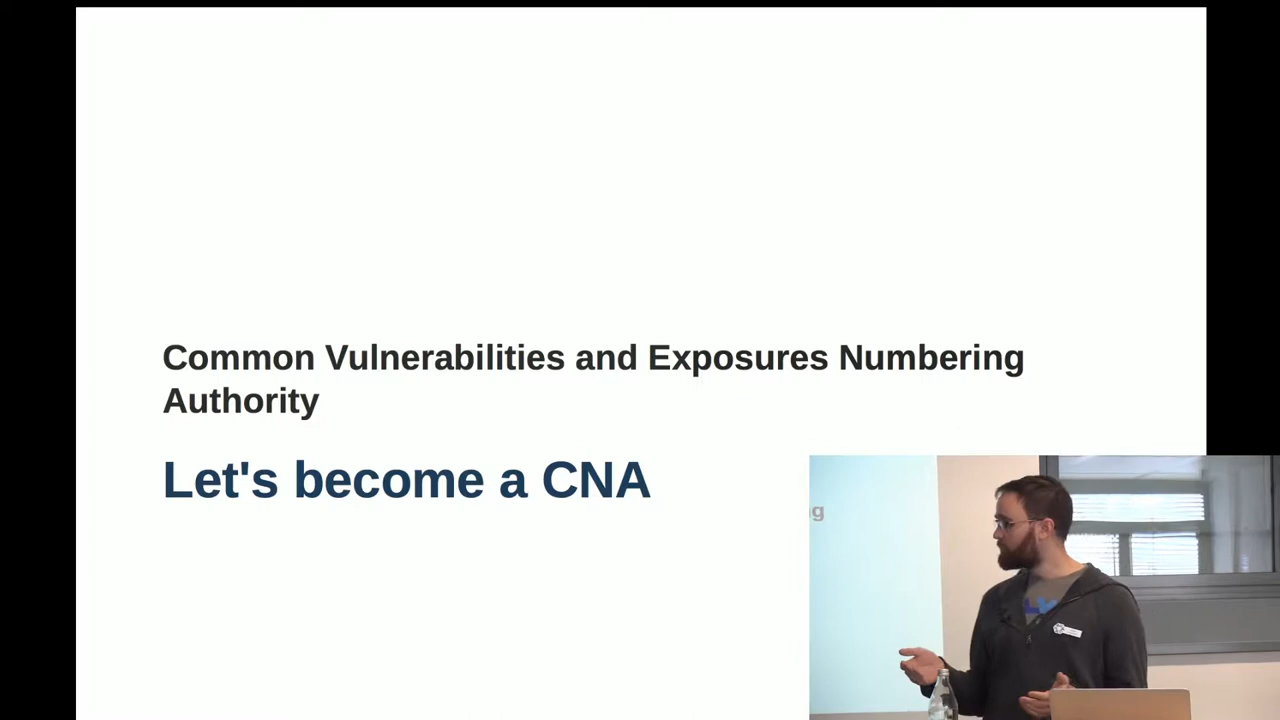 Common Vulnerabilities and Exposures Numbering
Authority
Let's become a CNA